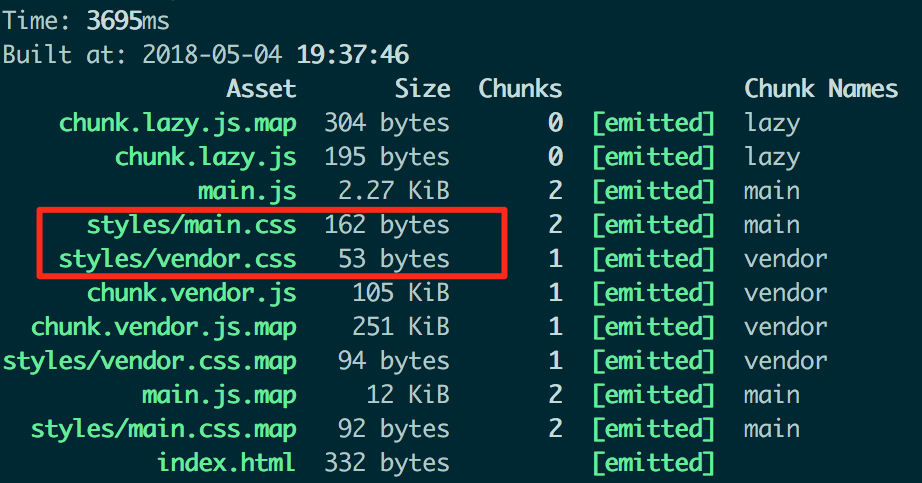 Time: 3695ms
Built at: 2018-05-04 19:37:46
Asset Size Chunks Chunk Names
chunk.lazy.js.map 304 bytes 0 [emitted] lazy
chunk.lazy.js 195 bytes 0 [emitted] lazy
main.js 2.27 KiB 2 [emitted] main
styles/main.css 162 bytes 2 [emitted] main
styles/vendor.css 53 bytes 1 [emitted] vendor
chunk.vendor.js 105 KiB 1 [emitted] vendor
chunk.vendor.js.map 251 KiB 1 [emitted] vendor
styles/vendor.css.map 94 bytes 1 [emitted] vendor
main.js.map 12 KiB 2 [emitted] main
styles/main.css.map 92 bytes 2 [emitted] main
index.html 332 bytes [emitted]